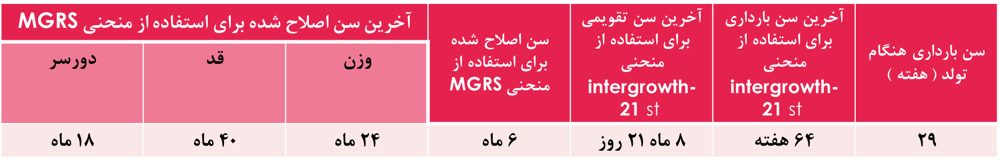 سن بارداری هنگام
تولد ( هفته )
آخرین سن بارداری
برای استفاده از
منحنی
intergrowth-
21 st
آخرین سن تقویمی
برای استفاده از
منحنی
intergrowth-
21 st
سن اصلاح شده
برای استفاده از
منحنی MGRS
آخرین سن اصلاح شده برای استفاده از منحنی MGRS
وزن
قد
دورسر
۲۹
۶۴ هفته
۸ ماه ۲۱ روز
۶ ماه
۲۴ ماه
۴۰ ماه
۱۸ ماه